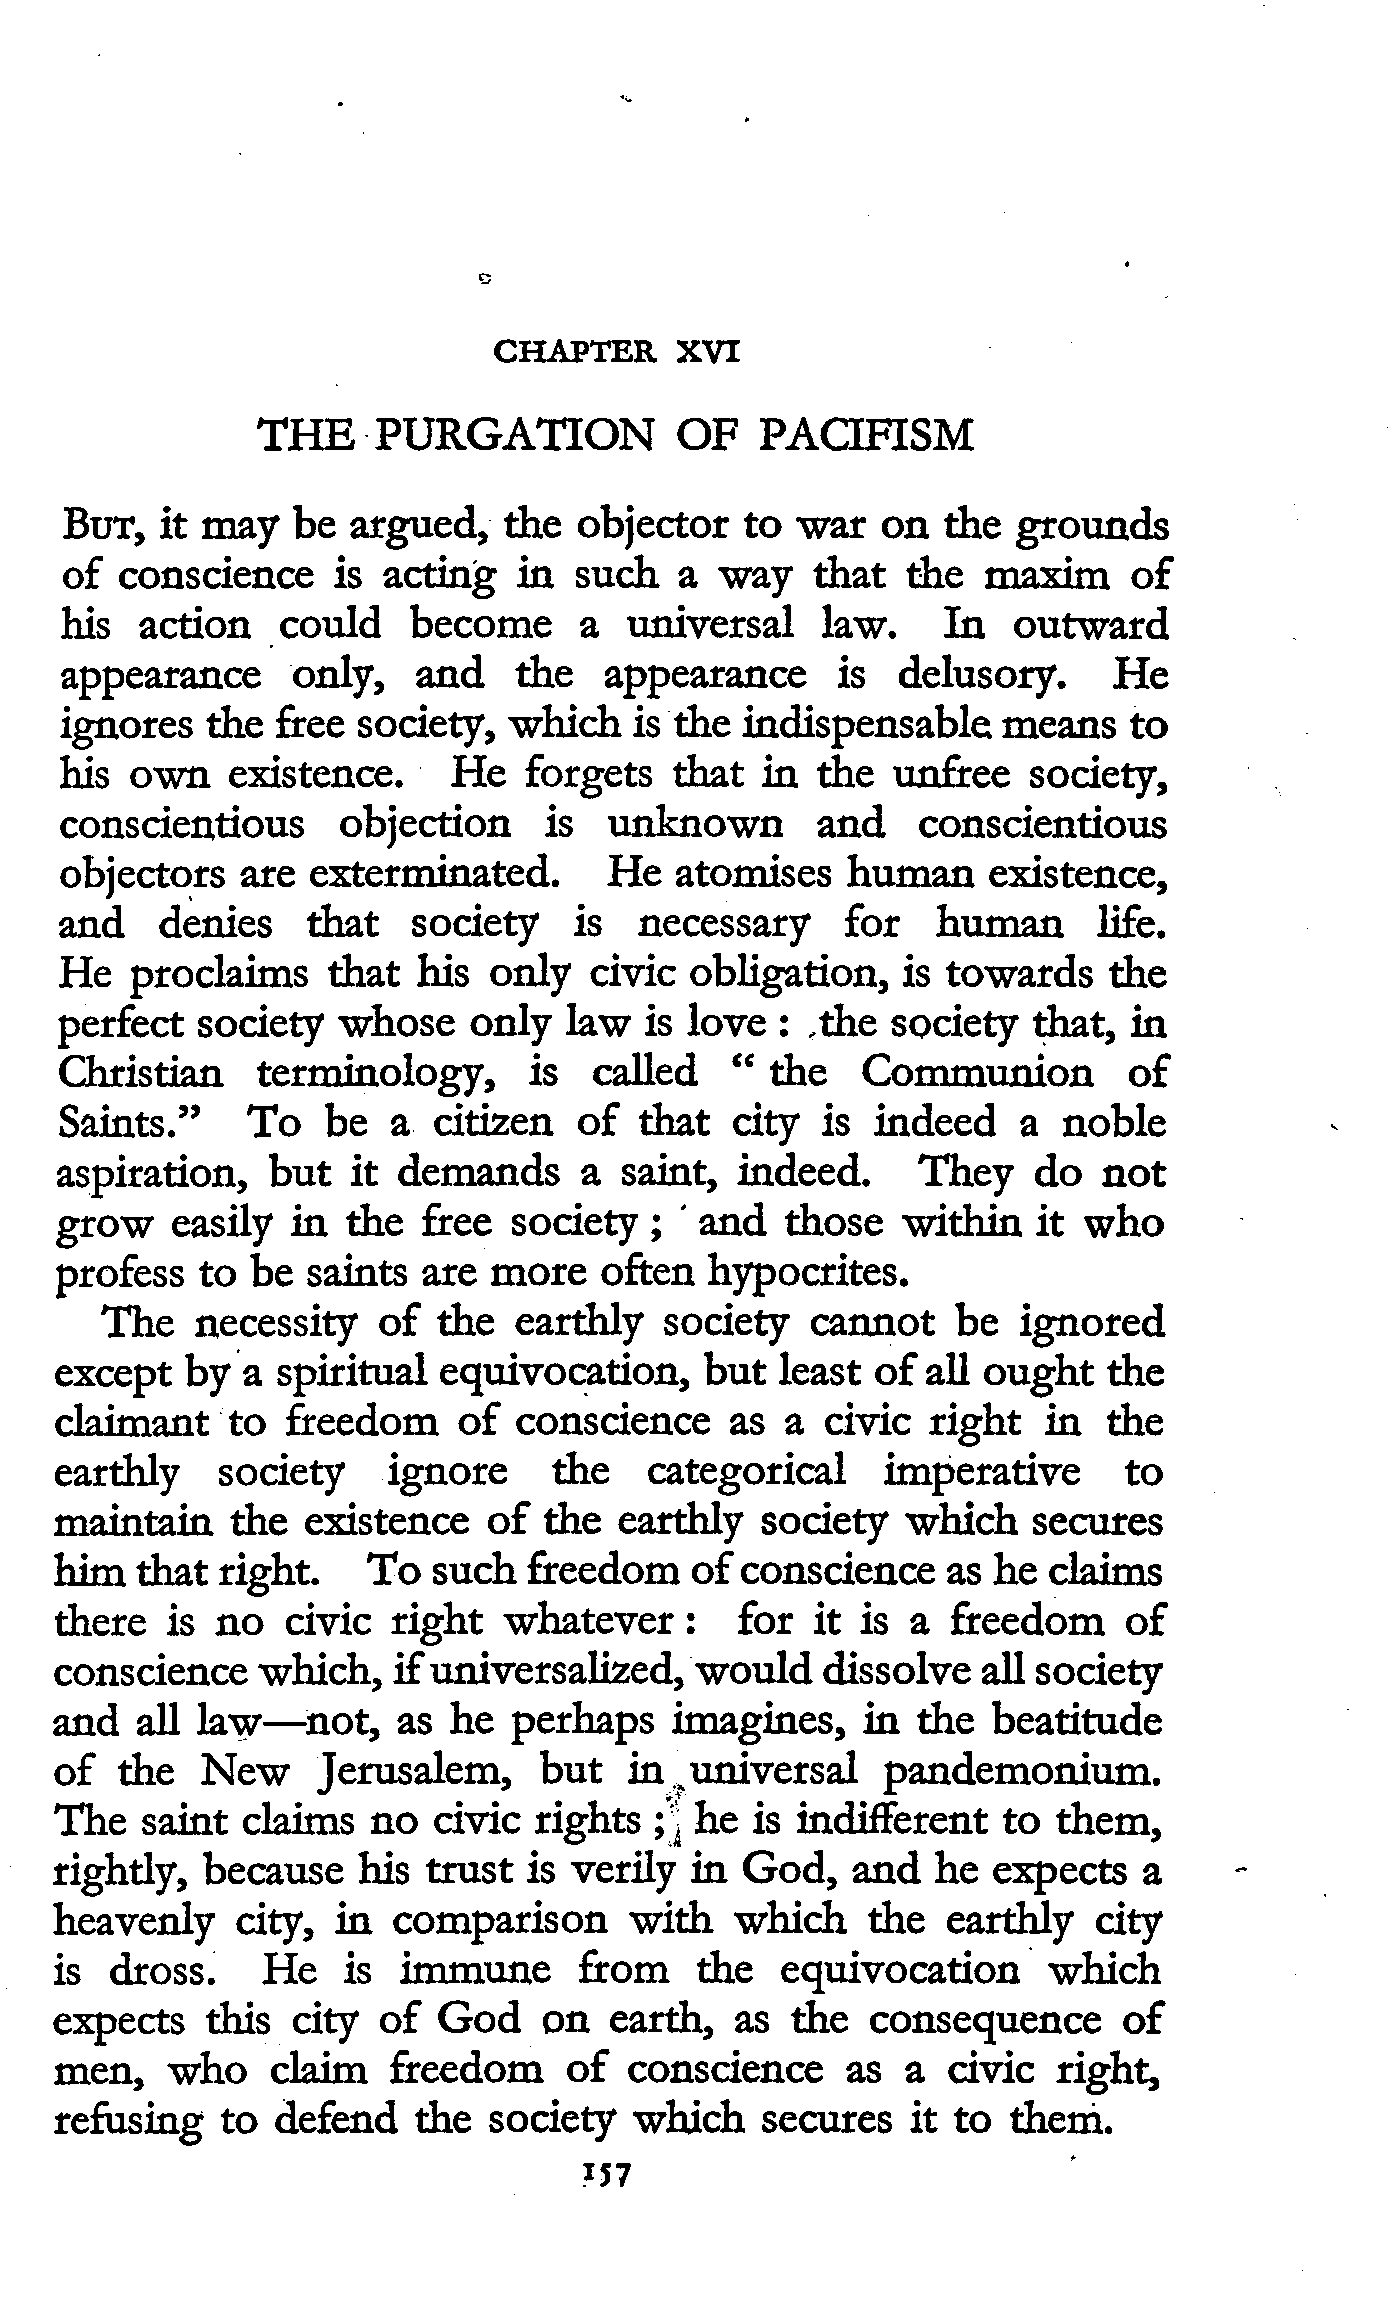 CHAPTER XVI
THE PURGATION OF PACIFISM
BUT, it may be argued, the objector to war on the grounds
of conscience is acting in such a way that the maxim of
his action could become a universal law. In outward
appearance only, and the appearance is delusory. He
ignores the free society, which is the indispensable means to
his own existence. He forgets that in the unfree society,
conscientious objection is unknown and conscientious
objectors are exterminated. He atomises human existence,
and denies that society is necessary for human life.
He proclaims that his only civic obligation, is towards the
perfect society whose only law is love : the society that, in
Christian terminology, is called “ the Communion of
Saints.” To be a citizen of that city is indeed a noble
aspiration, but it demands a saint, indeed. They do not
grow easily in the free society ; and those within it who
profess to be saints are more often hypocrites.
The necessity of the earthly society cannot be ignored
except by a spiritual equivocation, but least of all ought the
claimant to freedom of conscience as a civic right in the
earthly society ignore the categorical imperative to
maintain the existence of the earthly society which secures
him that right. To such freedom of conscience as he claims
there is no civic right whatever : for it is a freedom of
conscience which, if universalized, would dissolve all society
and all law—not, as he perhaps imagines, in the beatitude
of the New Jerusalem, but in universal pandemonium.
The saint claims no civic rights ; he is indifferent to them,
rightly, because his trust is verily in God, and he expects a
heavenly city, in comparison with which the earthly city
is dross. He is immune from the equivocation which
expects this city of God on earth, as the consequence of
men, who claim freedom of conscience as a civic right,
refusing to defend the society which secures it to them.
157